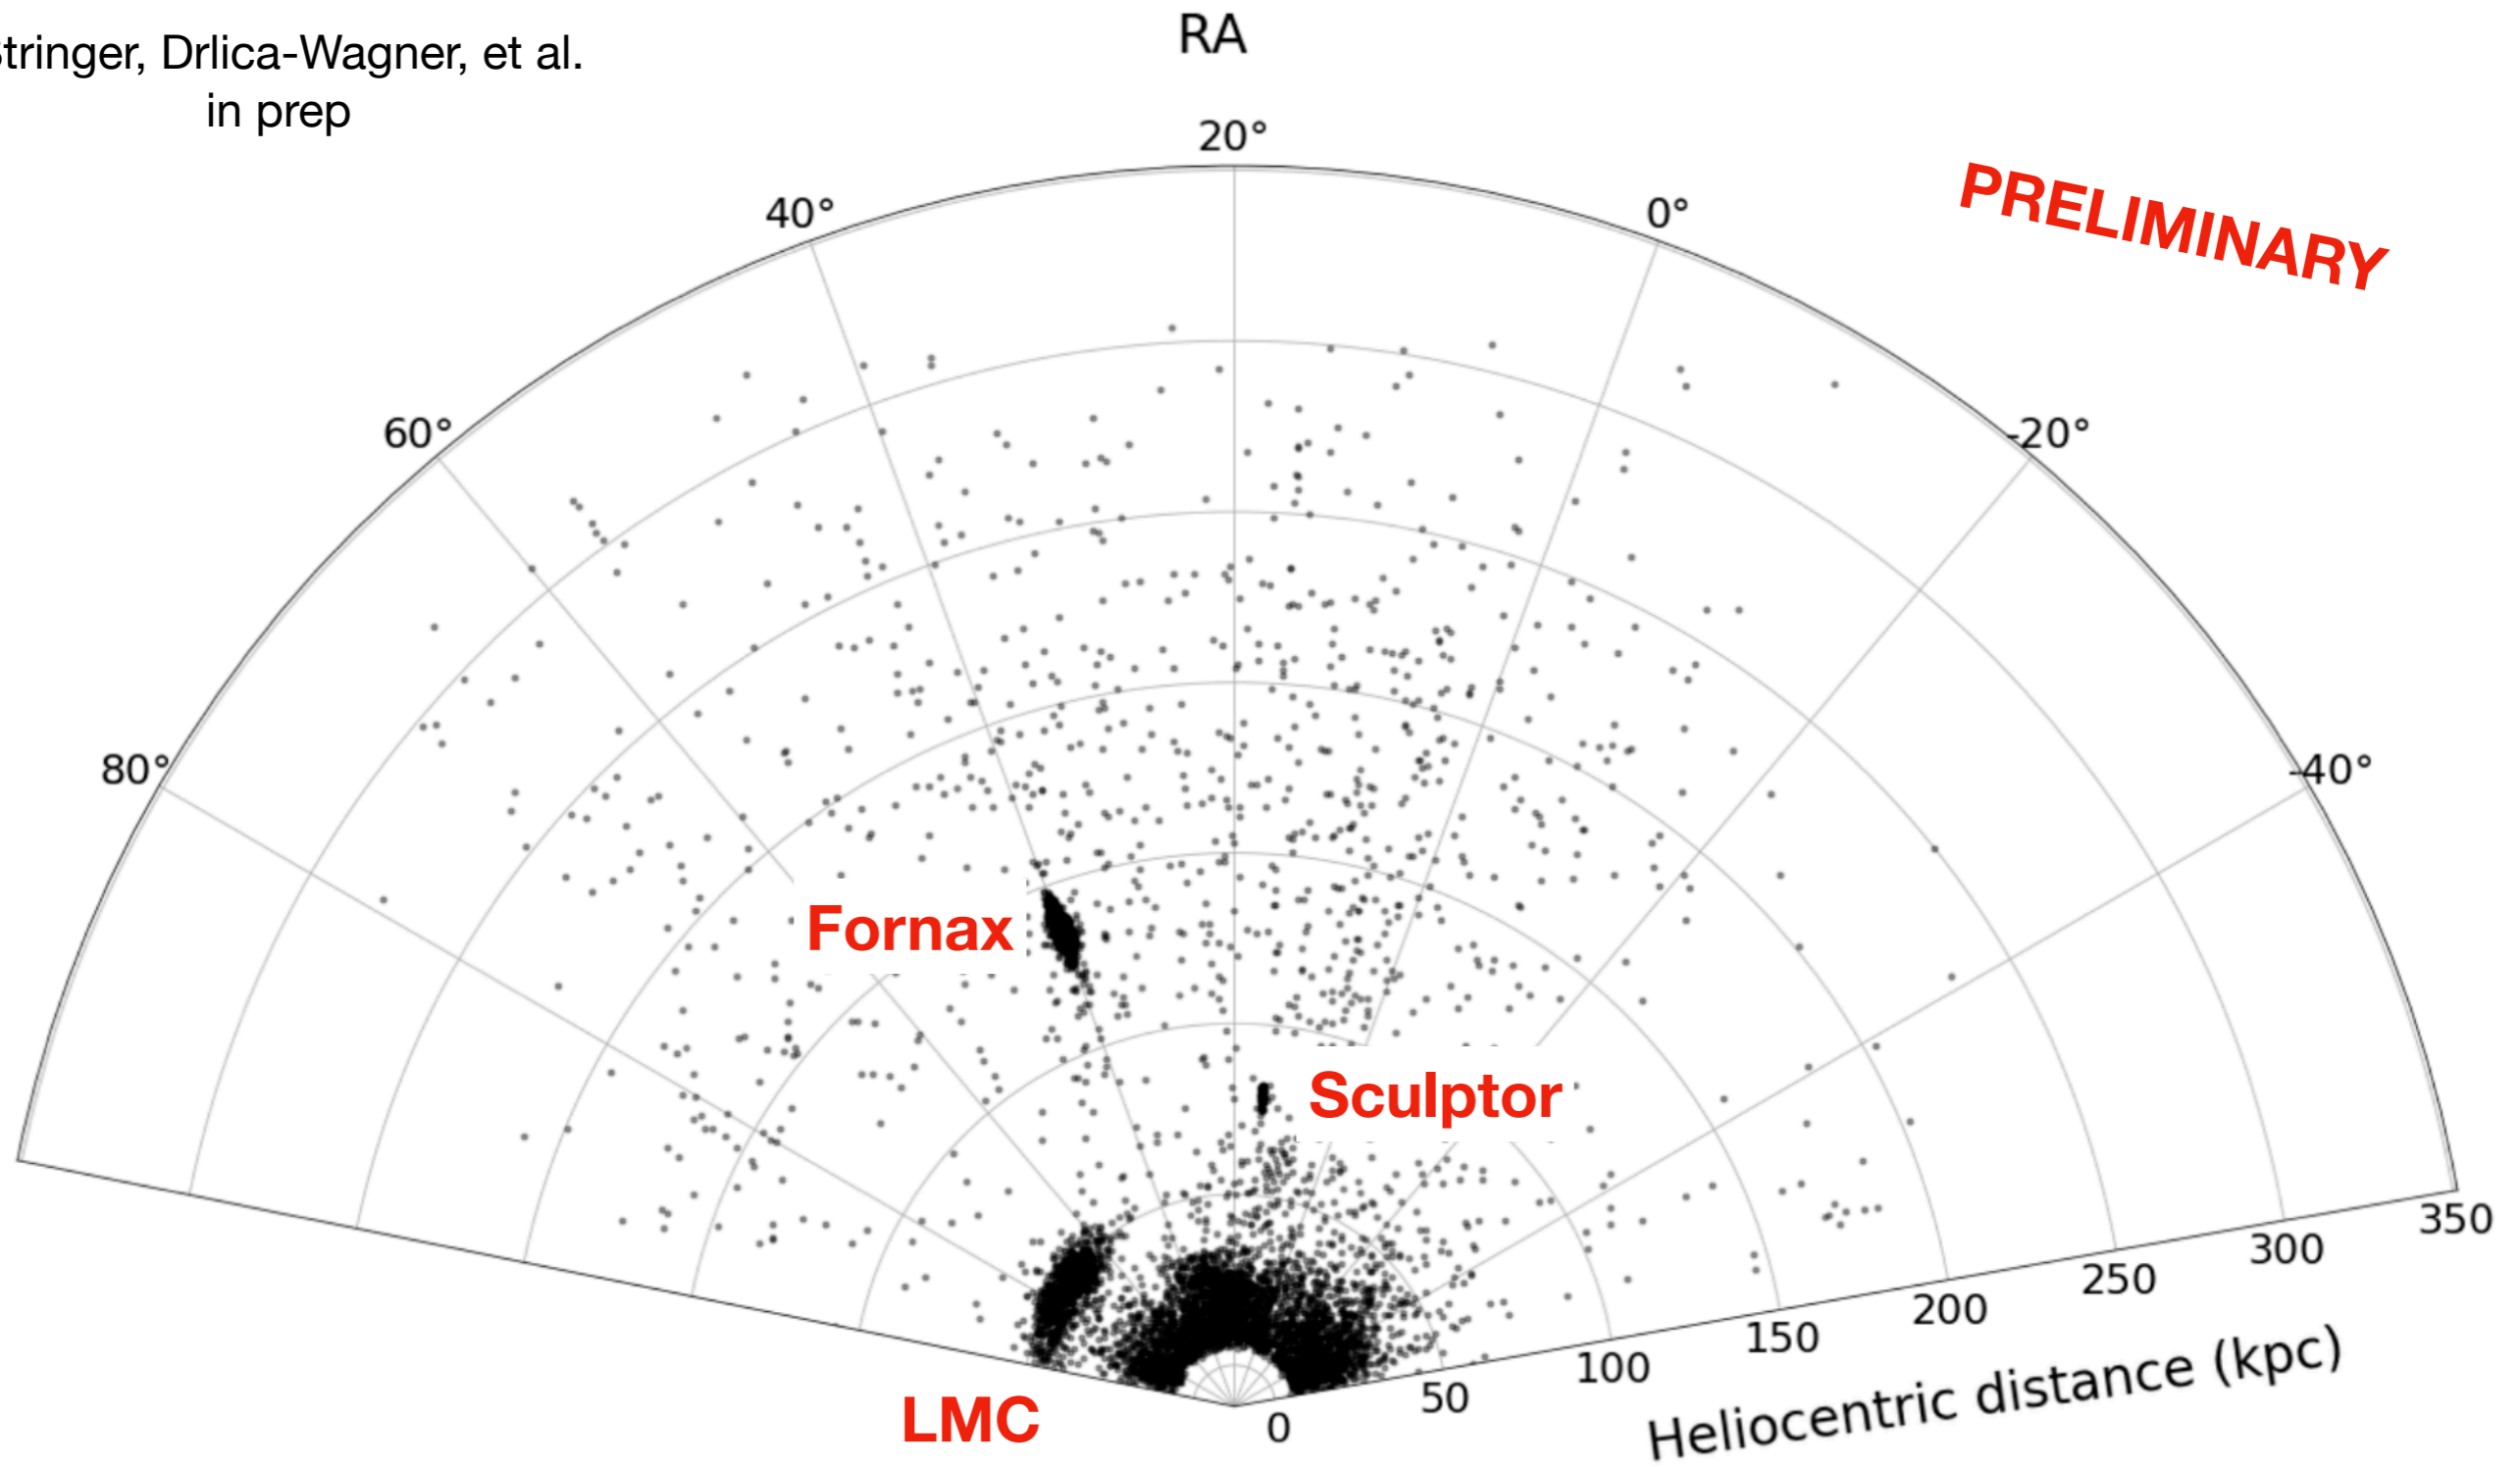 tringer, Drlica-Wagner, et al.
in prep
RA
20°
40°
0°
PRELIMINARY
60°
-20°
80°
-40°
Fornax
Sculptor
LMC
0
50
100
150
200
250
300
350
Heliocentric distance (kpc)